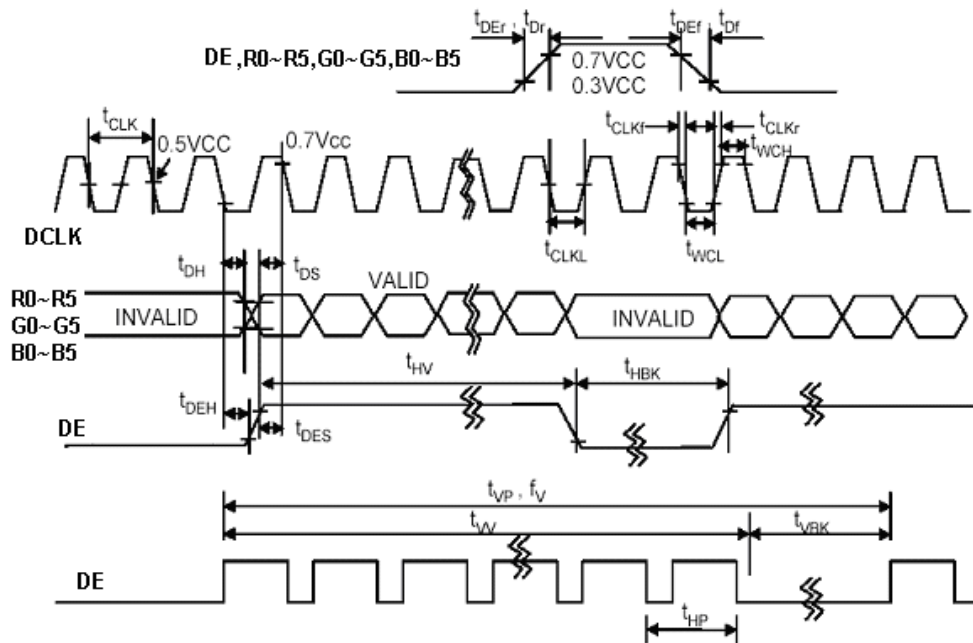 tDEr , tDr
tDEf , tDf
DE,R0~R5,G0~G5,B0~B5
0.7VCC
0.3VCC
tCLK
0.5VCC
0.7Vcc
tCLKf
tCLKr
tWCH
DCLK
tCLKL
tWCL
tDH
tDS
VALID
R0~R5
G0~G5
B0~B5
INVALID
INVALID
tHV
tHBK
tDEH
DE
tDES
tVP , fV
tVV
tVBK
DE
tHP